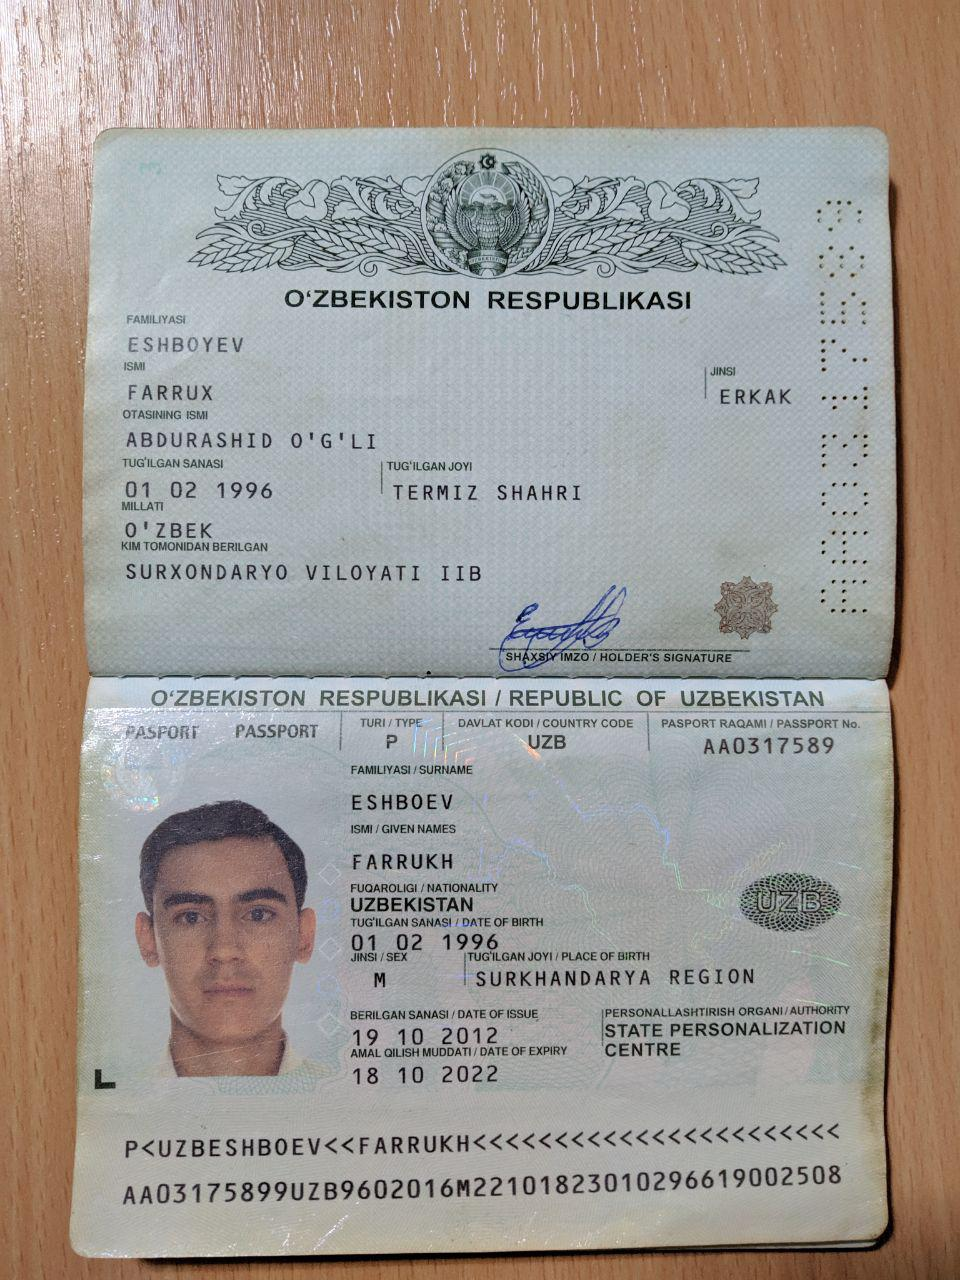 O'ZBEKISTON RESPUBLIKASI
FAMILIYASI
ESHBOYEV
ISMI
FARRUX
JINSI
ERKAK
OTASINING ISMI
ABDURASHID O'G'LI
TUG'ILGAN SANASI
01 02 1996
TUG'ILGAN JOYI
TERMIZ SHAHRI
MILLATI
O'ZBEK
KIM TOMONIDAN BERILGAN
SURXONDARYO VILOYATI IIB
SHAXSIY IMZO / HOLDER'S SIGNATURE
O'ZBEKISTON RESPUBLIKASI / REPUBLIC OF UZBEKISTAN
PASPORT PASSPORT
TURI / TYPE
P
DAVLAT KODI / COUNTRY CODE
UZB
PASPORT RAQAMI / PASSPORT No.
AA0317589
FAMILIYASI / SURNAME
ESHBOEV
ISMI / GIVEN NAMES
FARRUKH
FUQAROLIGI / NATIONALITY
UZBEKISTAN
UZB
TUG'ILGAN SANASI / DATE OF BIRTH
01 02 1996
JINSI / SEX
M
TUG'ILGAN JOYI / PLACE OF BIRTH
SURKHANDARYA REGION
BERILGAN SANASI / DATE OF ISSUE
19 10 2012
PERSONALLASHTIRISH ORGANI / AUTHORITY
STATE PERSONALIZATION
CENTRE
AMAL QILISH MUDDATI / DATE OF EXPIRY
18 10 2022
P<UZBESHBOEV<<FARRUKH<<<<<<<<<<<<<<<<<<<<<<<
AA03175899UZB9602016M22101823010296619002508